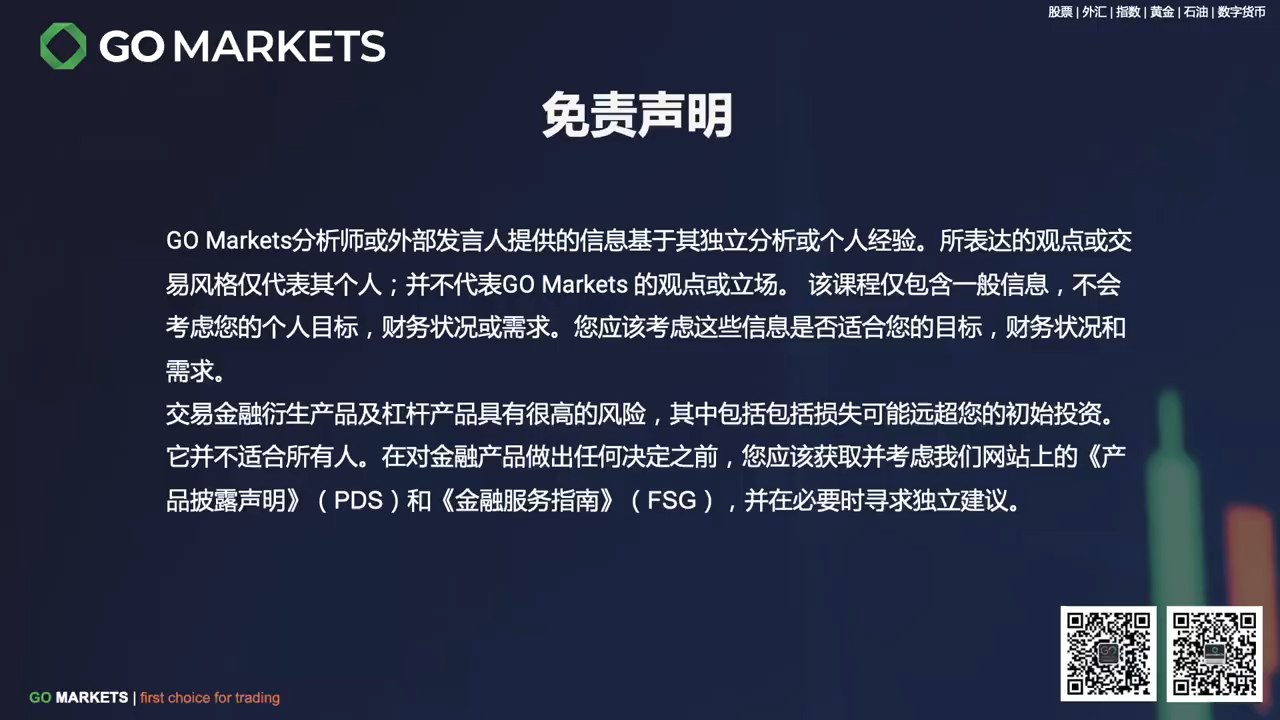 股票 | 外汇 | 指数 | 黄金 | 石油 | 数字货币
GO MARKETS
免责声明
GO Markets分析师或外部发言人提供的信息基于其独立分析或个人经验。所表达的观点或交
易风格仅代表其个人；并不代表GO Markets 的观点或立场。 该课程仅包含一般信息，不会
考虑您的个人目标，财务状况或需求。您应该考虑这些信息是否适合您的目标，财务状况和
需求。
交易金融衍生产品及杠杆产品具有很高的风险，其中包括包括损失可能远超您的初始投资。
它并不适合所有人。在对金融产品做出任何决定之前，您应该获取并考虑我们网站上的《产
品披露声明》（PDS）和《金融服务指南》（FSG），并在必要时寻求独立建议。
GO MARKETS | first choice for trading